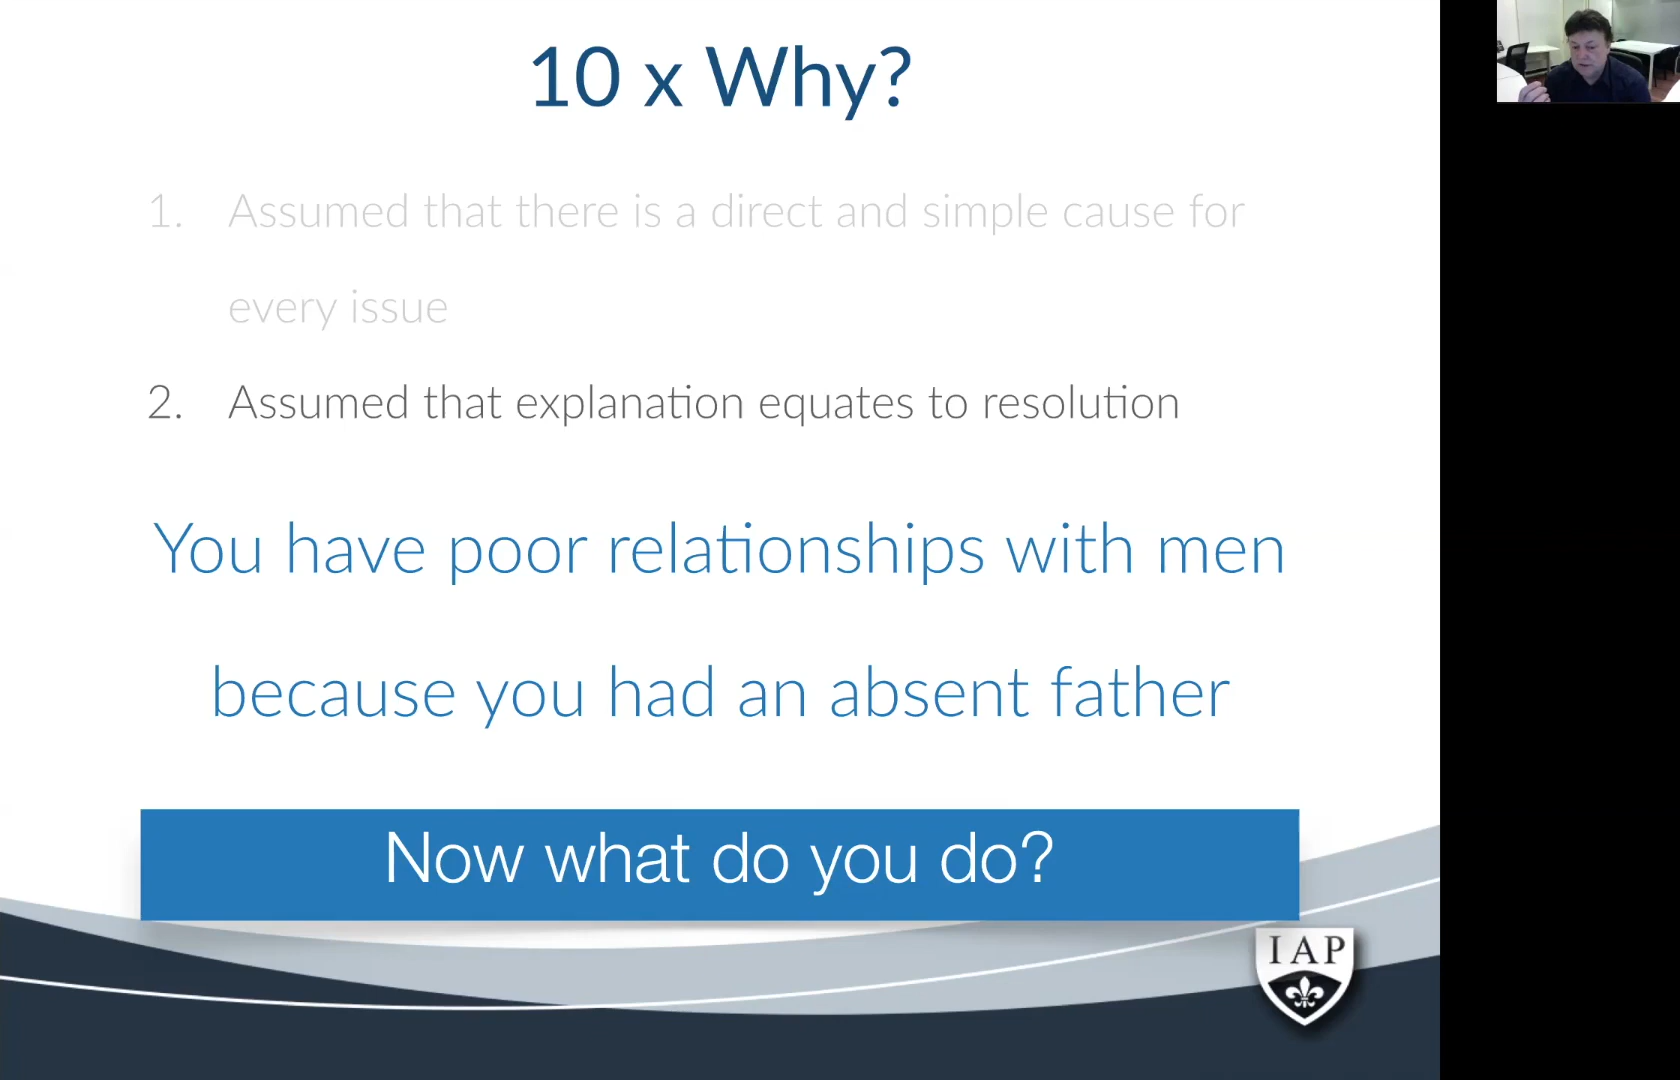 10 x Why?
1. Assumed that there is a direct and simple cause for
every issue
2. Assumed that explanation equates to resolution
You have poor relationships with men
because you had an absent father
Now what do you do?
IAP